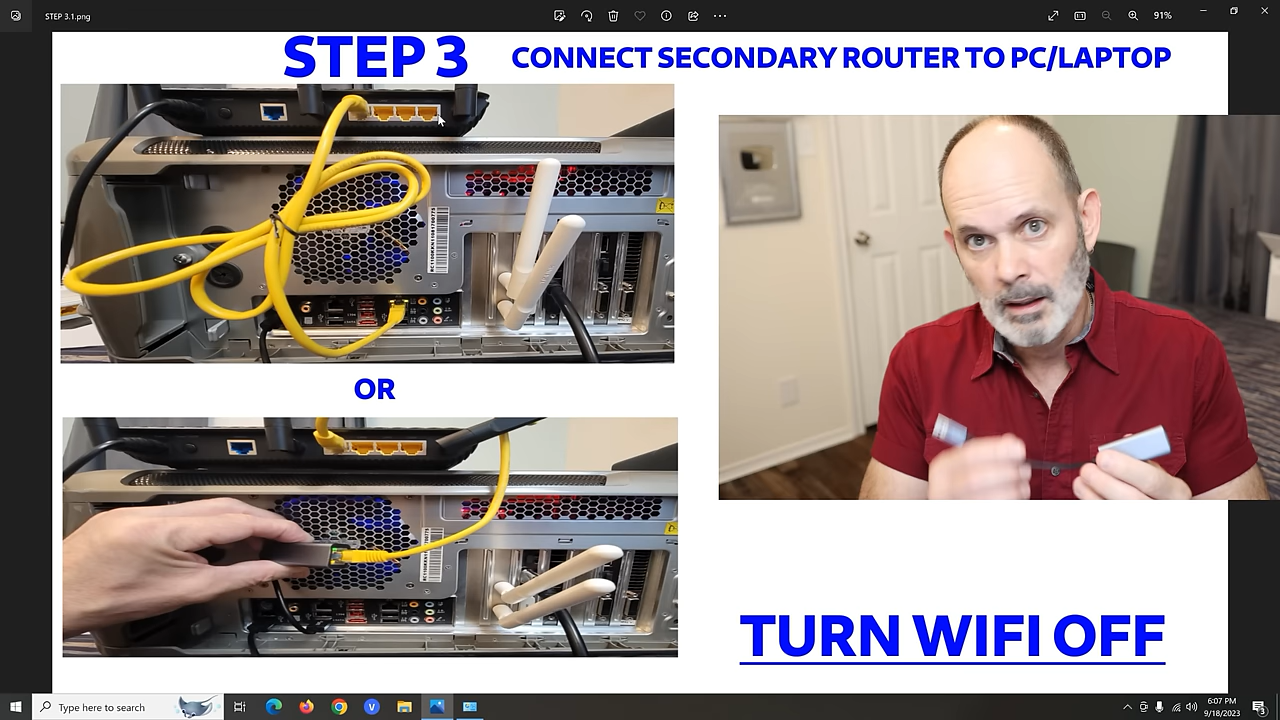 STEP 3.1.png
91%
STEP 3
CONNECT SECONDARY ROUTER TO PC/LAPTOP
OR
TURN WIFI OFF
Type here to search
6:07 PM
9/18/2023